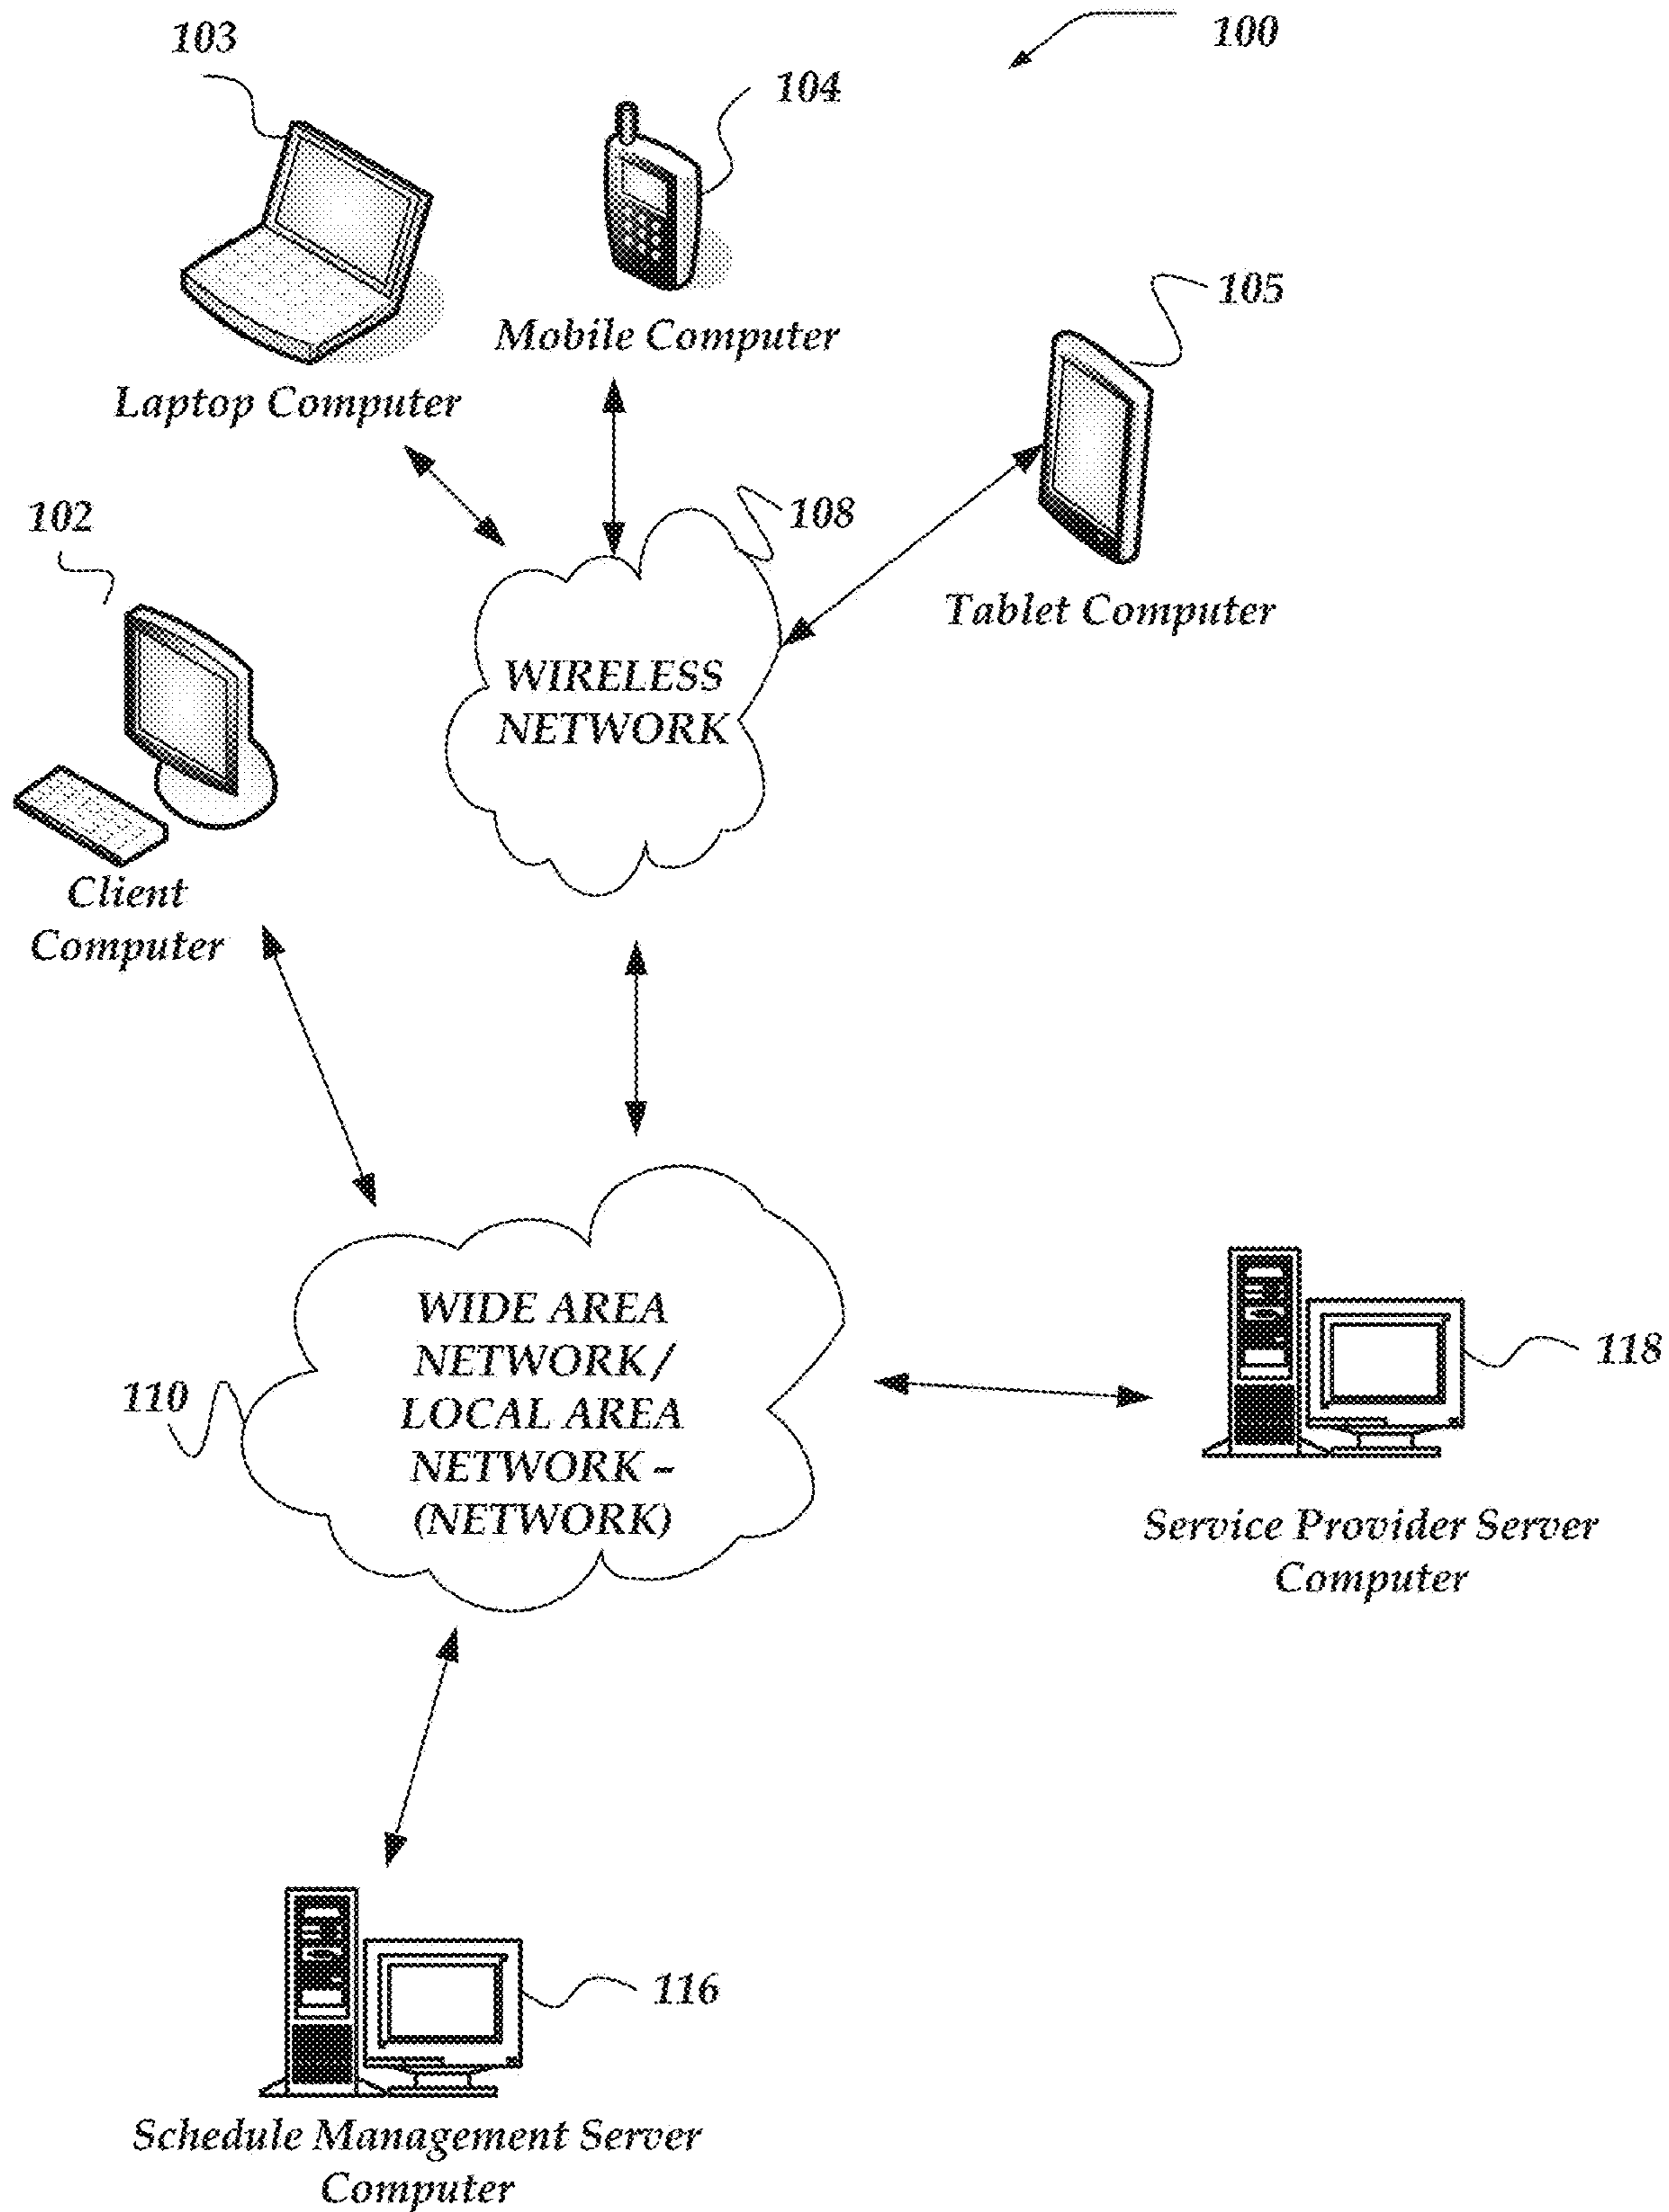 103
100
104
105
Mobile Computer
Laptop Computer
102
108
Tablet Computer
WIRELESS
NETWORK
Client
Computer
WIDE AREA
NETWORK /
LOCAL AREA
NETWORK –
(NETWORK)
110
118
Service Provider Server
Computer
116
Schedule Management Server
Computer